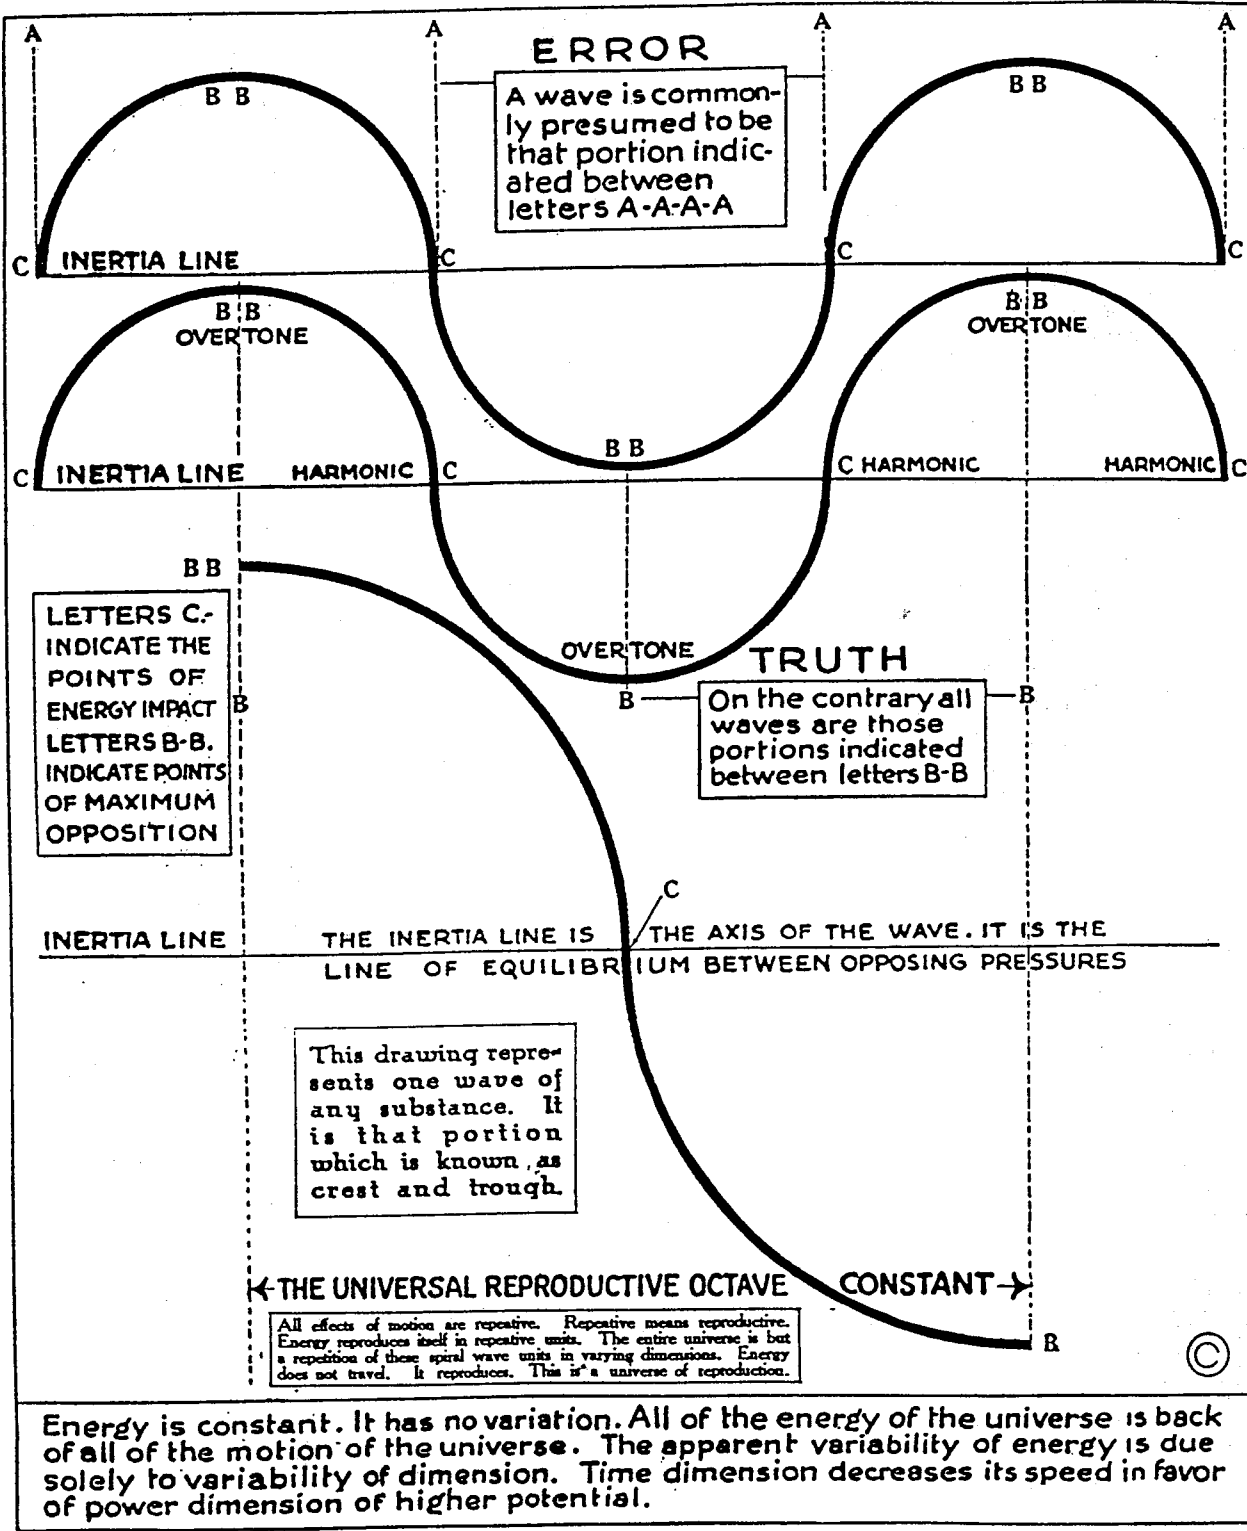 A A A A
ERROR
B B
B B
A wave is common-
ly presumed to be
that portion indic-
ated between
letters A-A-A-A
C INERTIA LINE C C C
B B
OVERTONE
B B
OVERTONE
B B
C INERTIA LINE HARMONIC C C HARMONIC HARMONIC C
B B
LETTERS C.-
INDICATE THE
POINTS OF
ENERGY IMPACT
LETTERS B-B.
INDICATE POINTS
OF MAXIMUM
OPPOSITION
B
OVERTONE
TRUTH
B B
On the contrary all
waves are those
portions indicated
between letters B-B
C
INERTIA LINE
THE INERTIA LINE IS THE AXIS OF THE WAVE. IT IS THE
LINE OF EQUILIBRIUM BETWEEN OPPOSING PRESSURES
This drawing repre-
sents one wave of
any substance. It
is that portion
which is known, as
crest and trough.
THE UNIVERSAL REPRODUCTIVE OCTAVE CONSTANT
All effects of motion are repeative. Repeative means reproductive.
Energy reproduces itself in repeative units. The entire universe is but
a repetition of these spiral wave units in varying dimensions. Energy
does not travel. It reproduces. This is a universe of reproduction.
B
©
Energy is constant. It has no variation. All of the energy of the universe is back
of all of the motion of the universe. The apparent variability of energy is due
solely to variability of dimension. Time dimension decreases its speed in favor
of power dimension of higher potential.